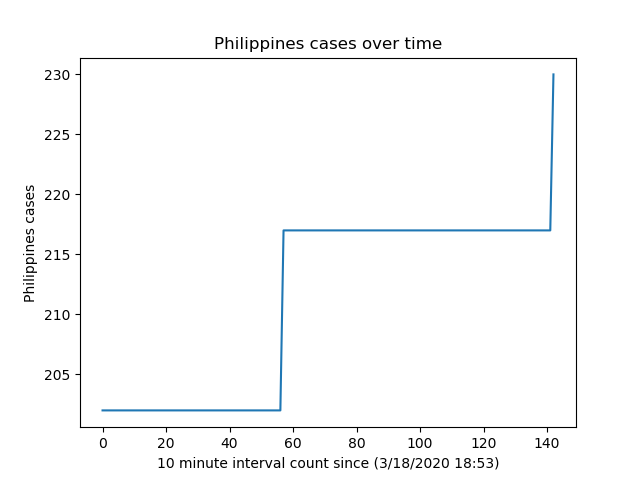 Philippines cases over time
230
225
220
215
210
205
Philippines cases
0 20 40 60 80 100 120 140
10 minute interval count since (3/18/2020 18:53)